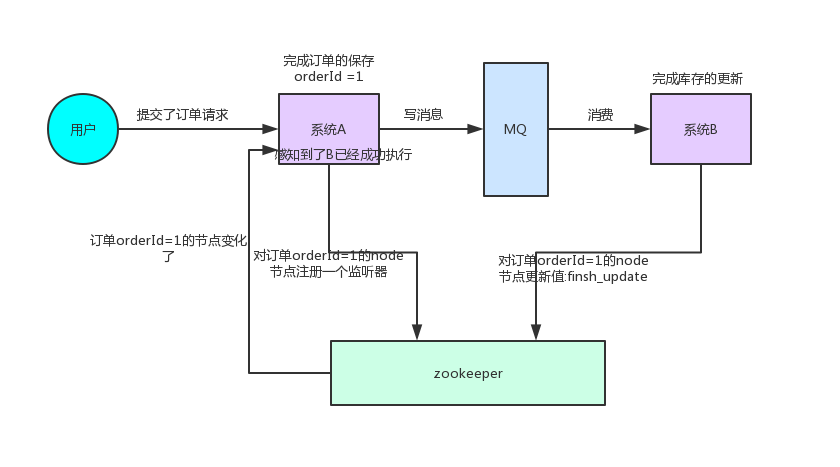 完成订单的保存
orderId =1
完成库存的更新
用户
提交了订单请求
系统A
写消息
MQ
消费
系统B
感知到了B已经成功执行
订单orderId=1的节点变化
了
对订单orderId=1的node
节点注册一个监听器
对订单orderId=1的node
节点更新值:finsh_update
zookeeper